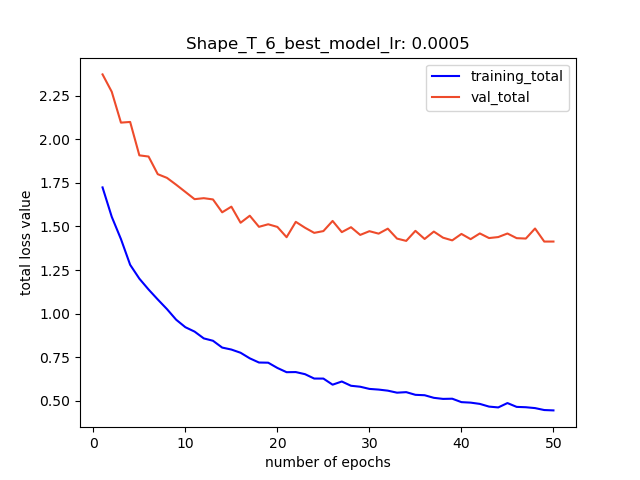 Shape_T_6_best_model_lr: 0.0005
training_total
val_total
total loss value
2.25
2.00
1.75
1.50
1.25
1.00
0.75
0.50
0 10 20 30 40 50
number of epochs